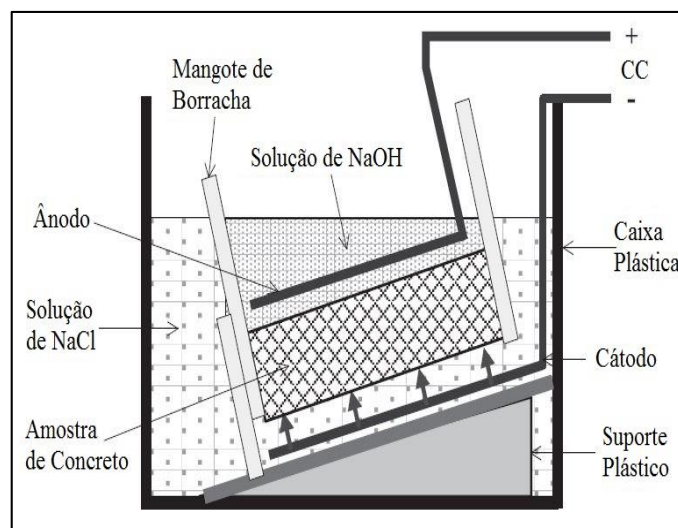 +
CC
-
Mangote de
Borracha
Solução de NaOH
Ânodo
Solução
de NaCl
Caixa
Plástica
Cátodo
Amostra
de Concreto
Suporte
Plástico